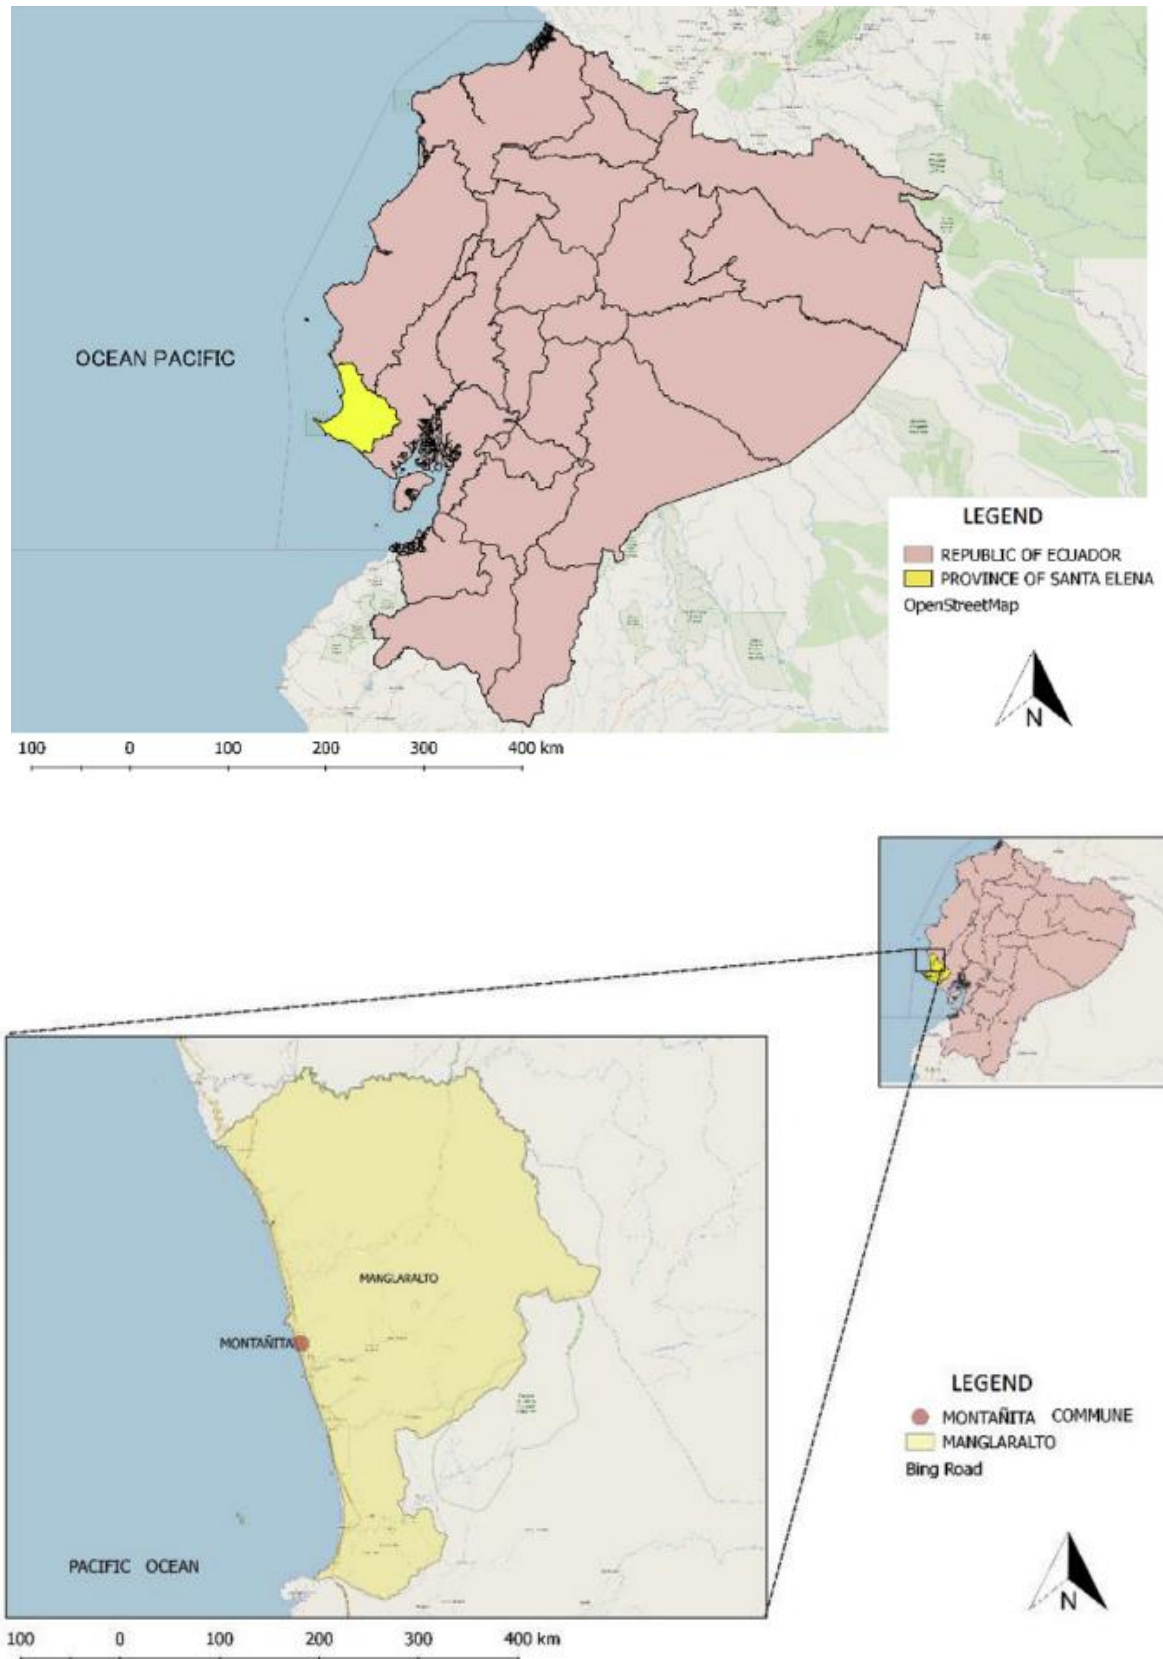 OCEAN PACIFIC
LEGEND
REPUBLIC OF ECUADOR
PROVINCE OF SANTA ELENA
OpenStreetMap
N
100 0 100 200 300 400 km
MANGLARALTO
MONTAÑITA
PACIFIC OCEAN
LEGEND
MONTAÑITA COMMUNE
MANGLARALTO
Bing Road
N
100 0 100 200 300 400 km